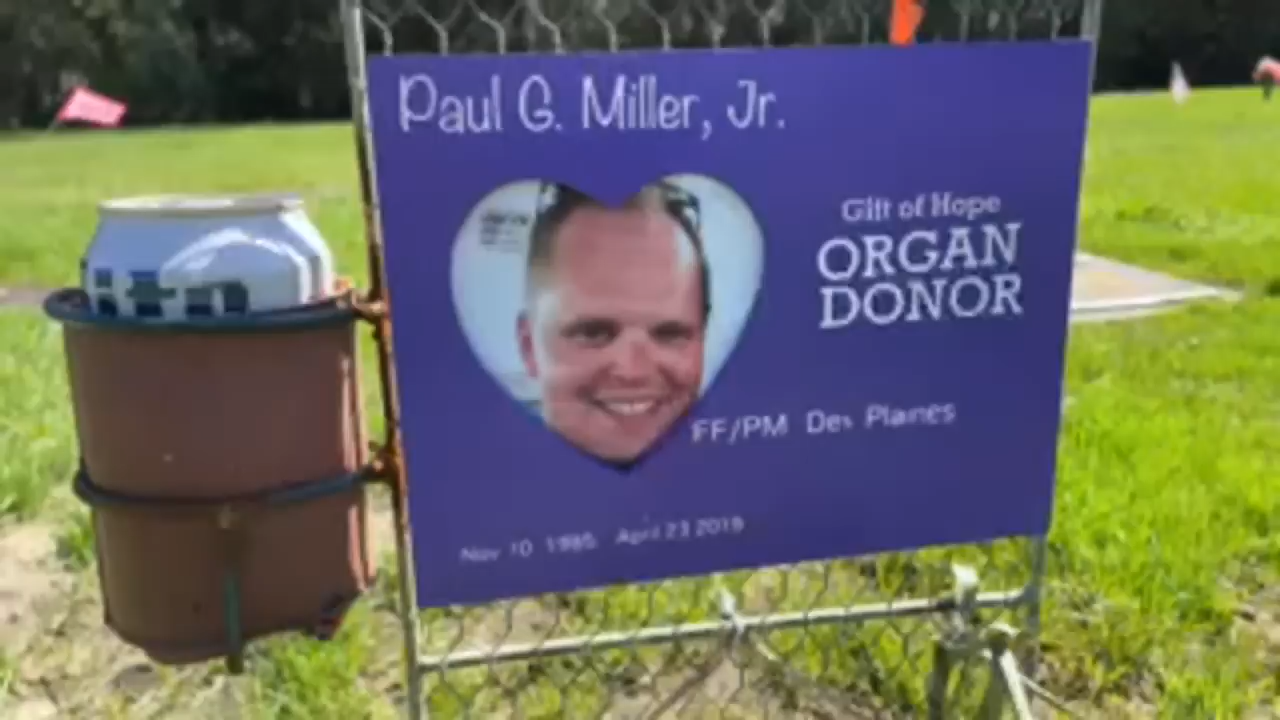 Paul G. Miller, Jr.
Gift of Hope
ORGAN
DONOR
FF/PM Des Plaines
Nov 10 1985 April 23 2019